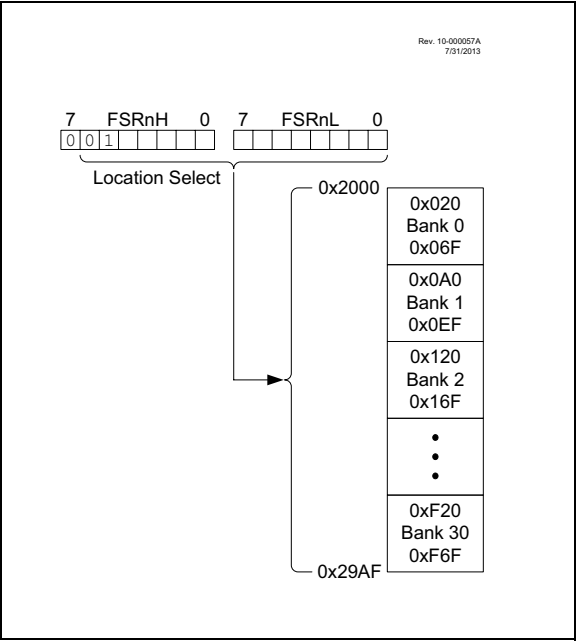 Rev. 10-000057A
7/31/2013
7 FSRnH 0 7 FSRnL 0
0 0 1
Location Select
0x2000
0x020
Bank 0
0x06F
0x0A0
Bank 1
0x0EF
0x120
Bank 2
0x16F
0xF20
Bank 30
0xF6F
0x29AF